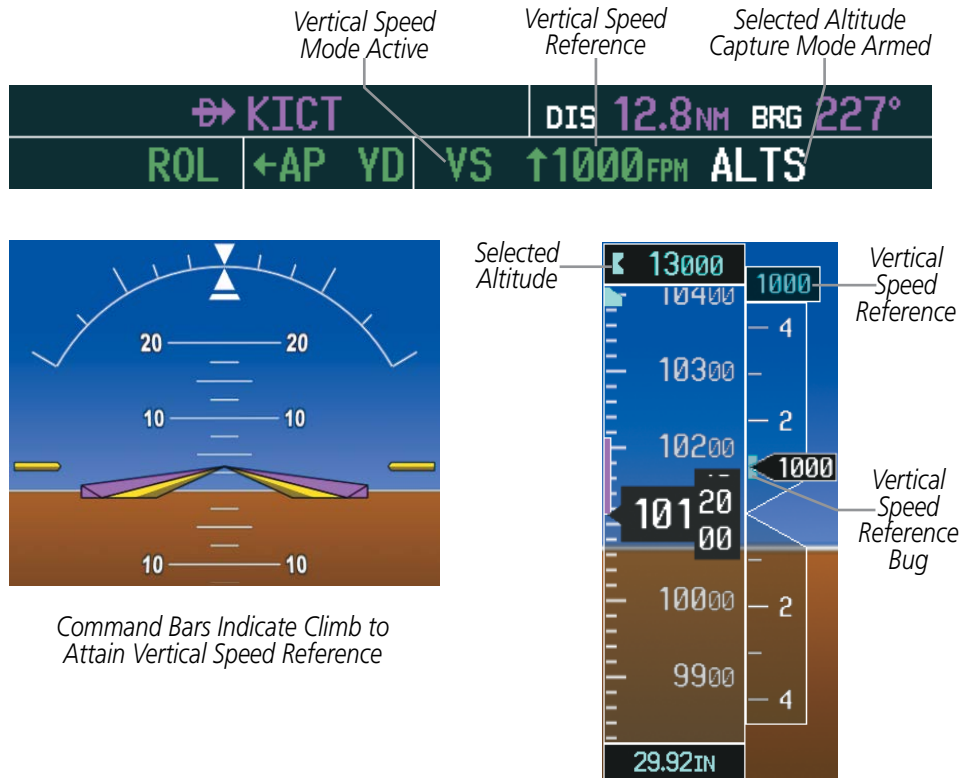 Vertical Speed
Mode Active
Vertical Speed
Reference
Selected Altitude
Capture Mode Armed
D KICT
DIS 12.8NM BRG 227°
ROL ←AP YD VS ↑1000FPM ALTS
20 20
10 10
10 10
Command Bars Indicate Climb to
Attain Vertical Speed Reference
Selected
Altitude
13000
10400
10300
10200
101 20
00
10000
9900
29.92IN
1000
4
2
1000
2
4
Vertical
Speed
Reference
Vertical
Speed
Reference
Bug